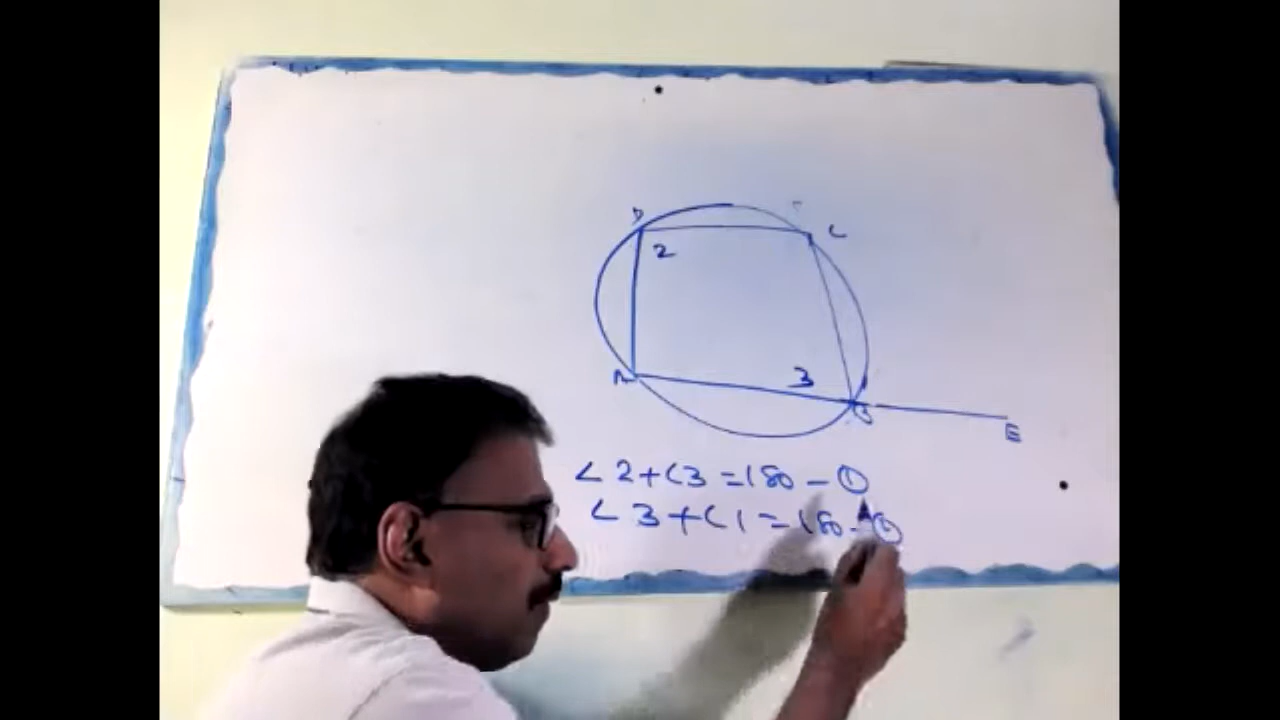 D
C
2
A
3
B
E
∠2+∠3=180 – ①
∠3+∠1=180 – ②